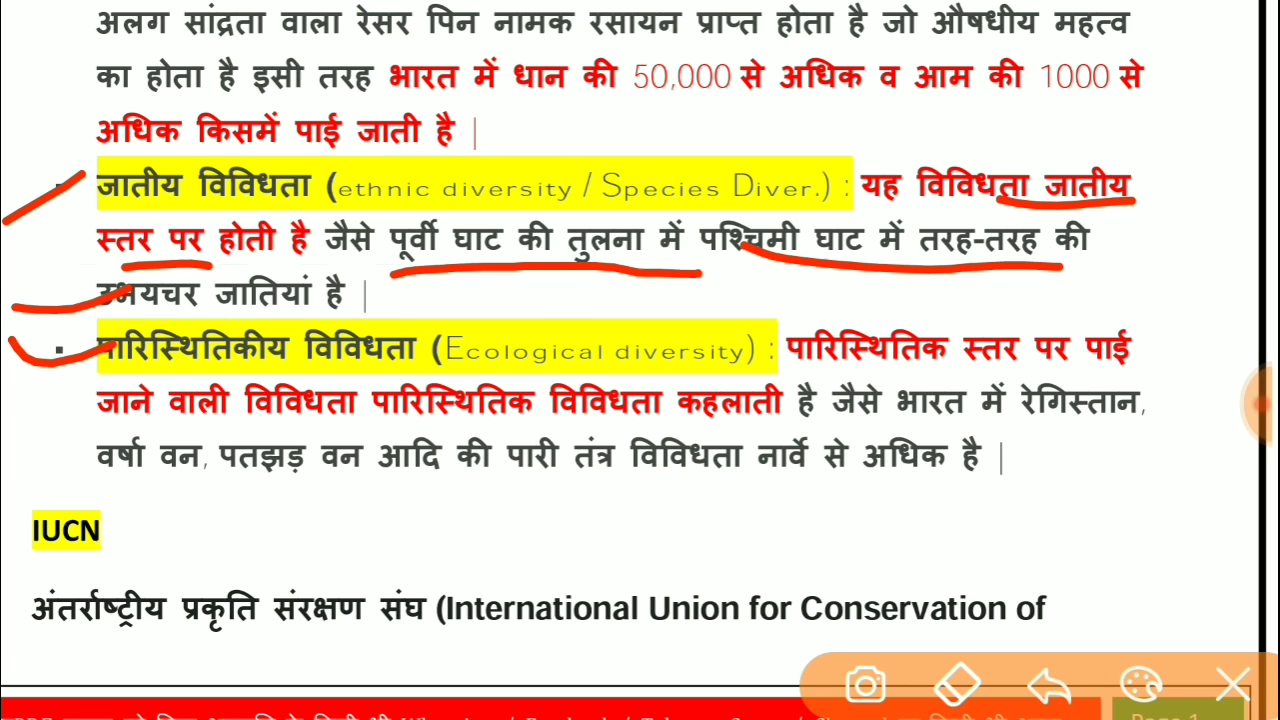 अलग सांद्रता वाला रेसर पिन नामक रसायन प्राप्त होता है जो औषधीय महत्व
का होता है इसी तरह भारत में धान की 50,000 से अधिक व आम की 1000 से
अधिक किसमें पाई जाती है |
जातीय विविधता (ethnic diversity / Species Diver.) : यह विविधता जातीय
स्तर पर होती है जैसे पूर्वी घाट की तुलना में पश्चिमी घाट में तरह-तरह की
उभयचर जातियां है |
▪ पारिस्थितिकीय विविधता (Ecological diversity) : पारिस्थितिक स्तर पर पाई
जाने वाली विविधता पारिस्थितिक विविधता कहलाती है जैसे भारत में रेगिस्तान,
वर्षा वन, पतझड़ वन आदि की पारी तंत्र विविधता नार्वे से अधिक है |
IUCN
अंतर्राष्ट्रीय प्रकृति संरक्षण संघ (International Union for Conservation of